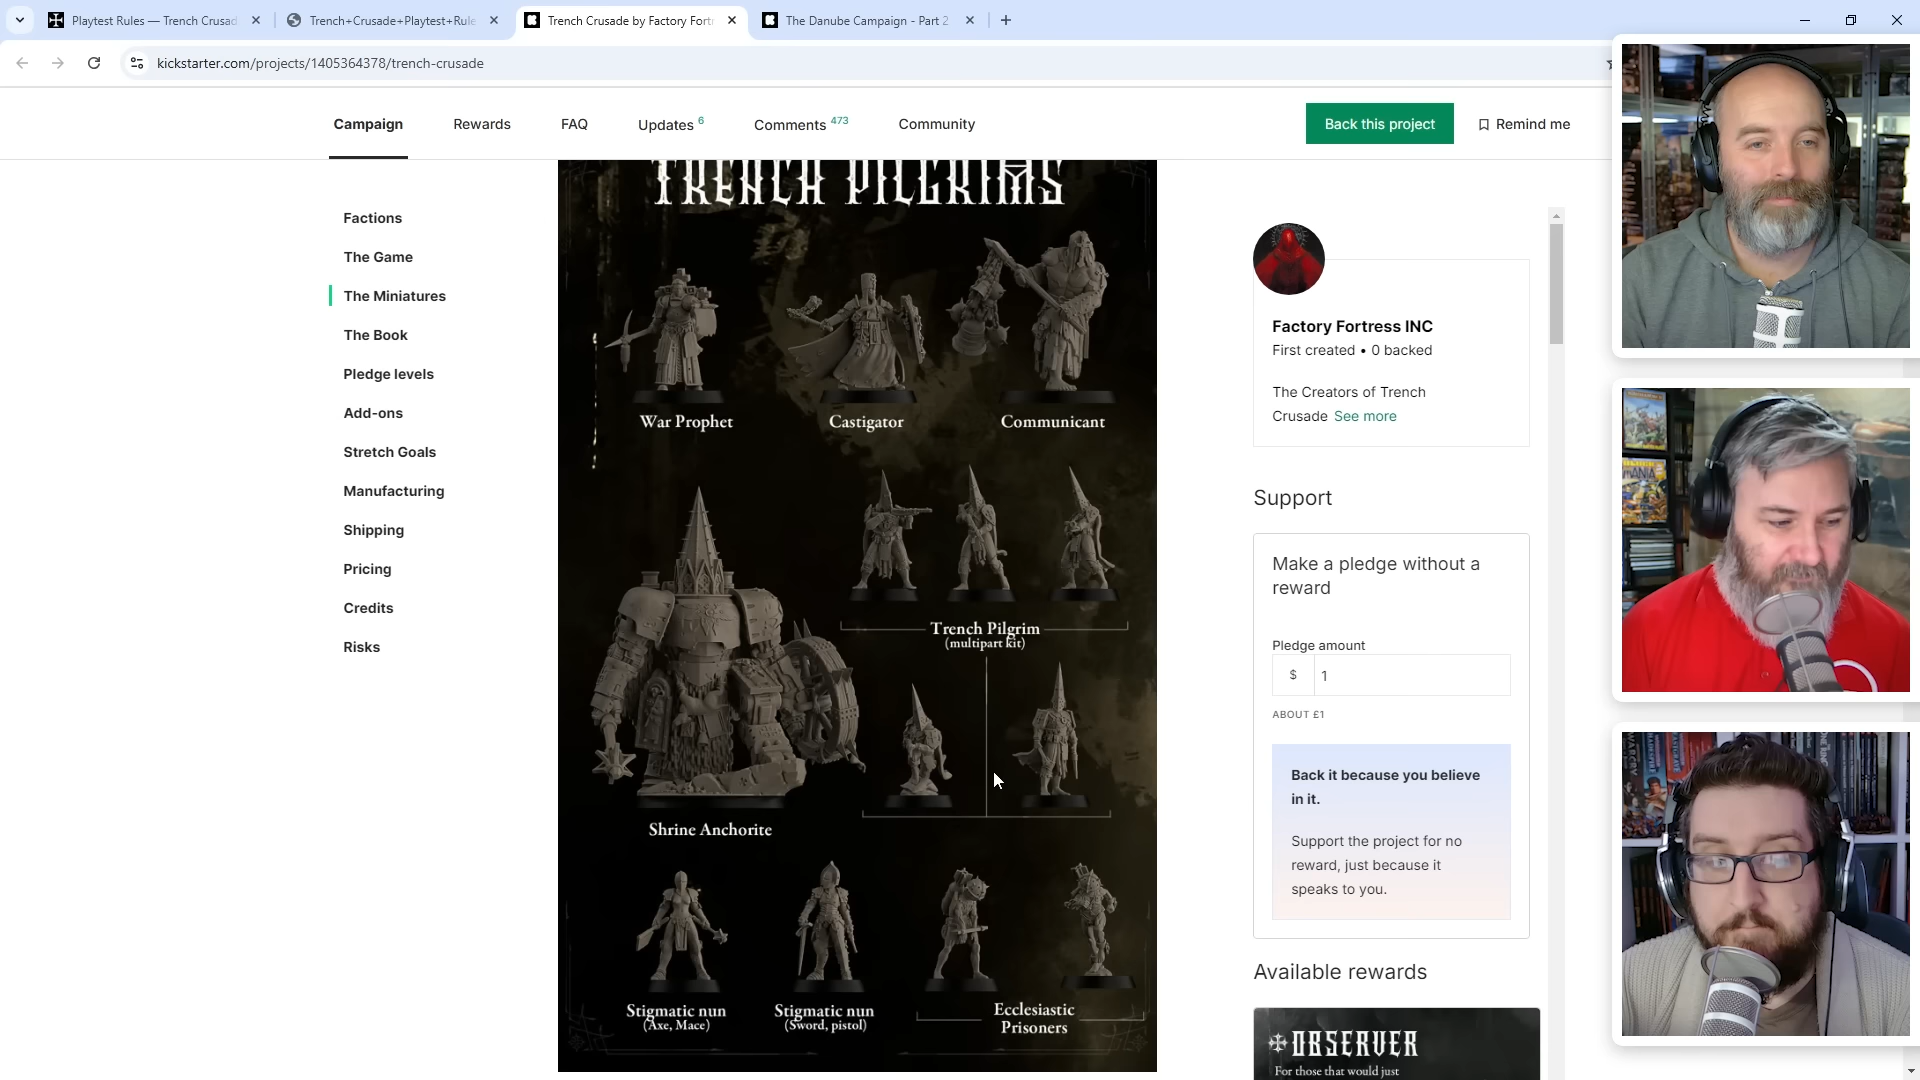 Playtest Rules — Trench Crusad
Trench+Crusade+Playtest+Rule
Trench Crusade by Factory Fort
The Danube Campaign - Part 2
kickstarter.com/projects/1405364378/trench-crusade
Campaign
Rewards
FAQ
Updates 6
Comments 473
Community
Back this project
Remind me
Factions
The Game
The Miniatures
The Book
Pledge levels
Add-ons
Stretch Goals
Manufacturing
Shipping
Pricing
Credits
Risks
TRENCH PILGRIMS
War Prophet
Castigator
Communicant
Trench Pilgrim
(multipart kit)
Shrine Anchorite
Stigmatic nun
(Axe, Mace)
Stigmatic nun
(Sword, pistol)
Ecclesiastic
Prisoners
Factory Fortress INC
First created • 0 backed
The Creators of Trench
Crusade See more
Support
Make a pledge without a
reward
Pledge amount
$ 1
ABOUT £1
Back it because you believe
in it.
Support the project for no
reward, just because it
speaks to you.
Available rewards
OBSERVER
For those that would just